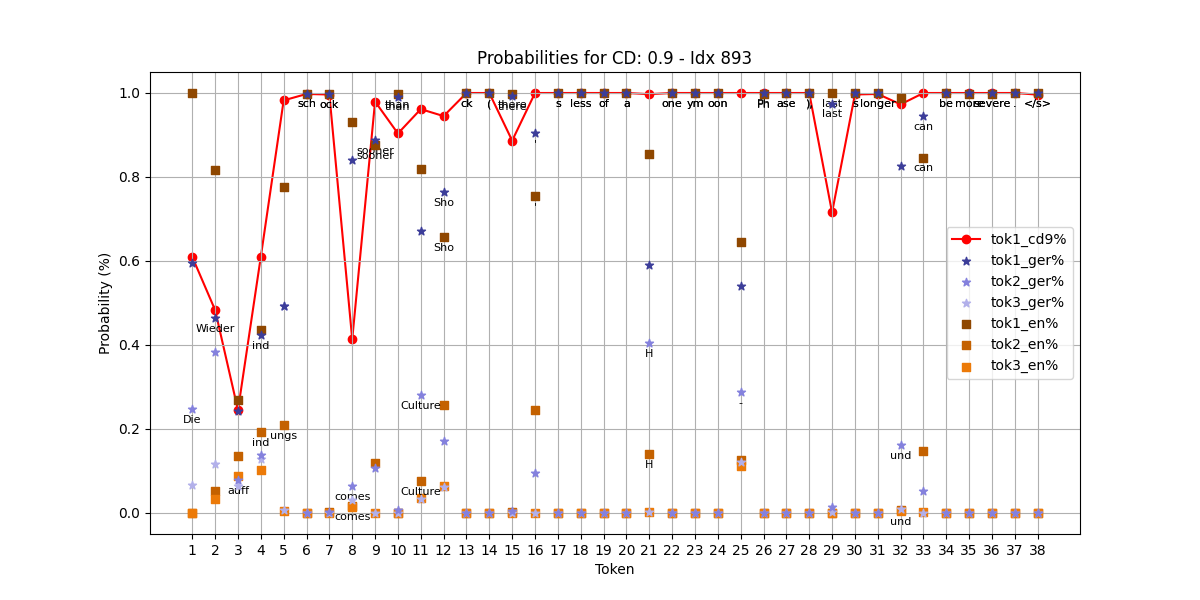 Probabilities for CD: 0.9 - Idx 893
Probability (%)
1.0
0.8
0.6
0.4
0.2
0.0
sch ock than ck ( there s less of a one ym oon Ph ase ) last s longer be more severe . </s>
than there last
sooner
sooner
can
can
Sho
Sho
Wieder
ind
H
Die
Culture
-
ind ungs
und
auff
comes
Culture
H
comes
und
tok1_cd9%
tok1_ger%
tok2_ger%
tok3_ger%
tok1_en%
tok2_en%
tok3_en%
1 2 3 4 5 6 7 8 9 10 11 12 13 14 15 16 17 18 19 20 21 22 23 24 25 26 27 28 29 30 31 32 33 34 35 36 37 38
Token